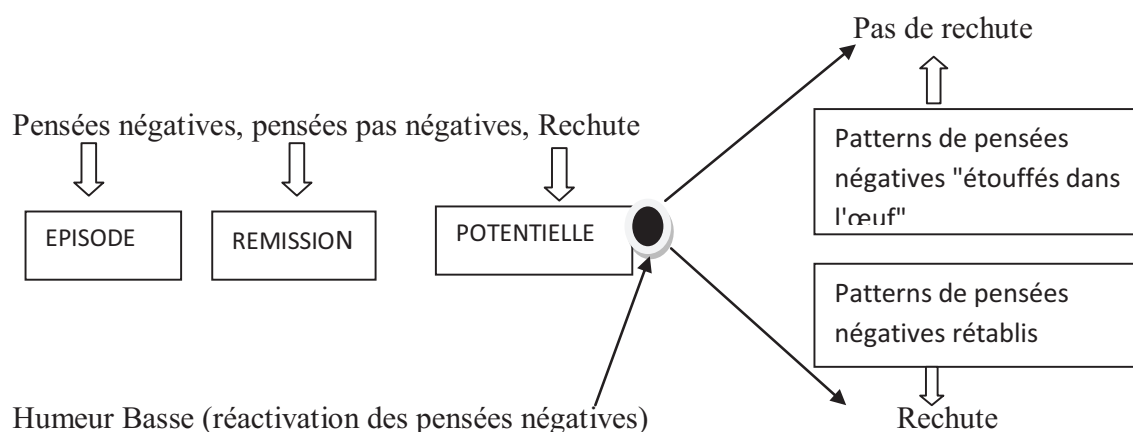 Pas de rechute
Pensées négatives, pensées pas négatives, Rechute
Patterns de pensées
négatives "étouffés dans
l'œuf"
EPISODE
REMISSION
POTENTIELLE
Patterns de pensées
négatives rétablis
Humeur Basse (réactivation des pensées négatives)
Rechute